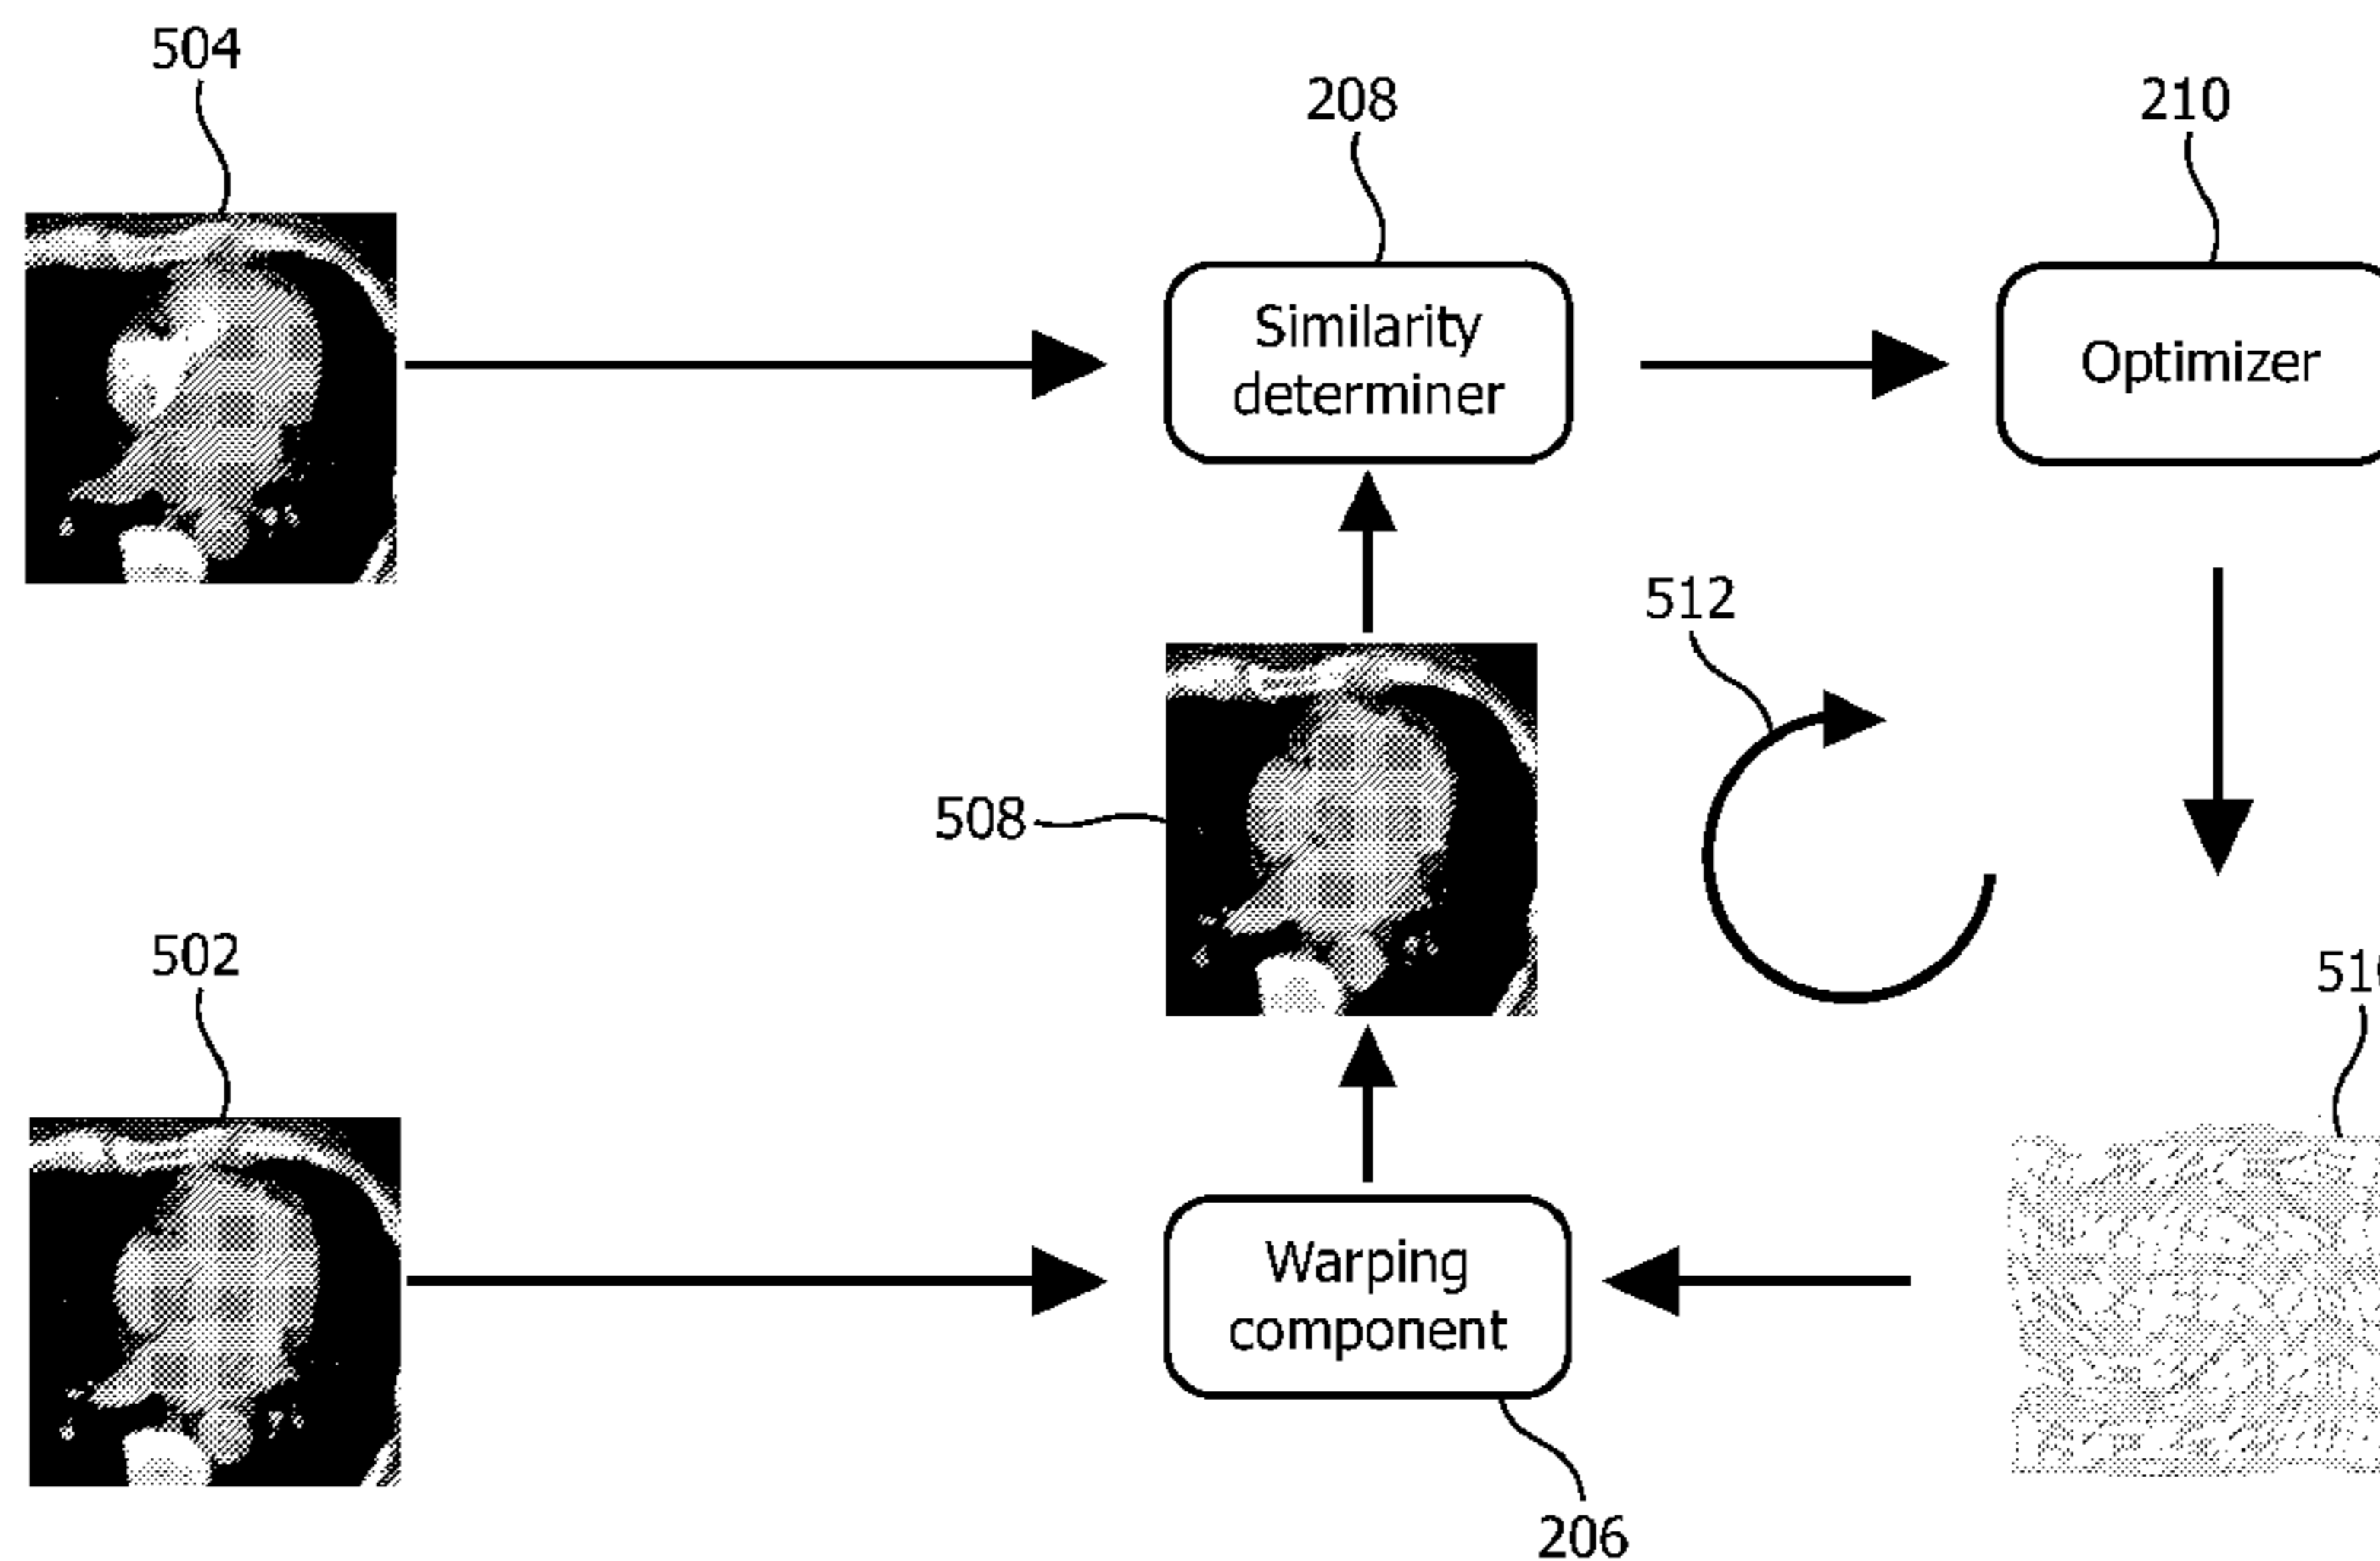 504
208
210
Similarity
determiner
Optimizer
512
508
502
Warping
component
206